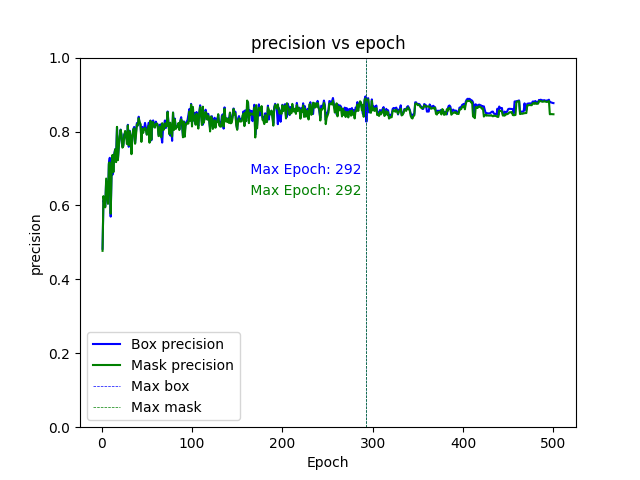 precision vs epoch
1.0
0.8
0.6
0.4
0.2
0.0
precision
Max Epoch: 292
Max Epoch: 292
Box precision
Mask precision
Max box
Max mask
0 100 200 300 400 500
Epoch